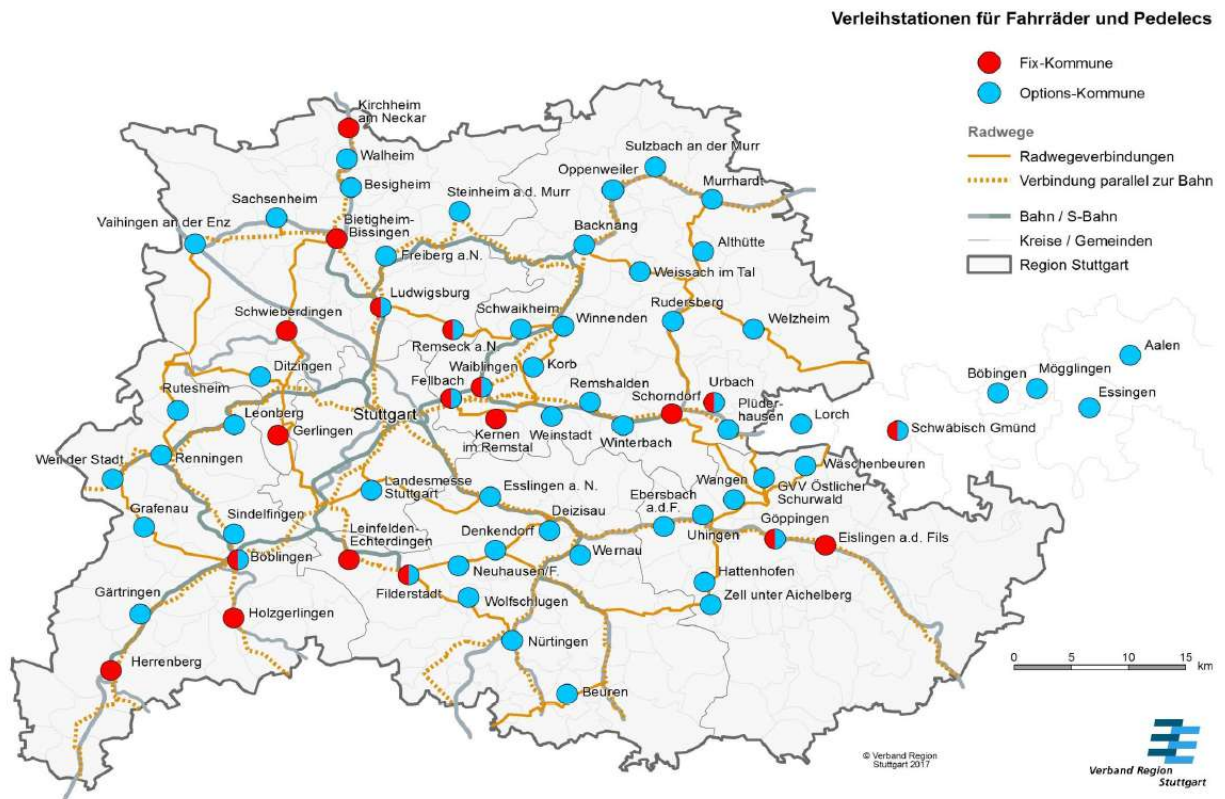 Verleihstationen für Fahrräder und Pedelecs
Fix-Kommune
Options-Kommune
Radwege
Radwegeverbindungen
Verbindung parallel zur Bahn
Bahn / S-Bahn
Kreise / Gemeinden
Region Stuttgart
Kirchheim
am Neckar
Walheim
Besigheim
Sachsenheim
Steinheim a.d. Murr
Oppenweiler
Sulzbach an der Murr
Murrhardt
Vaihingen an der Enz
Bietigheim-
Bissingen
Freiberg a.N.
Backnang
Althütte
Weissach im Tal
Ludwigsburg
Schwieberdingen
Schwaikheim
Remseck a.N.
Winnenden
Rudersberg
Welzheim
Ditzingen
Rutesheim
Waiblingen
Korb
Fellbach
Remshalden
Urbach
Schorndorf
Plüder-
hausen
Lorch
Aalen
Mögglingen
Böbingen
Essingen
Schwäbisch Gmünd
Leonberg
Stuttgart
Gerlingen
Kernen
im Remstal
Weinstadt
Winterbach
Weil der Stadt
Renningen
Wäschenbeuren
Wangen
GVV Östlicher
Schurwald
Landesmesse
Stuttgart
Esslingen a. N.
Ebersbach
a.d.F.
Grafenau
Sindelfingen
Leinfelden-
Echterdingen
Denkendorf
Deizisau
Uhingen
Göppingen
Eislingen a.d. Fils
Böblingen
Wernau
Neuhausen/F.
Filderstadt
Hattenhofen
Gärtringen
Wolfschlugen
Zell unter Aichelberg
Holzgerlingen
Nürtingen
Herrenberg
Beuren
0 5 10 15
km
© Verband Region
Stuttgart 2017
Verband Region
Stuttgart